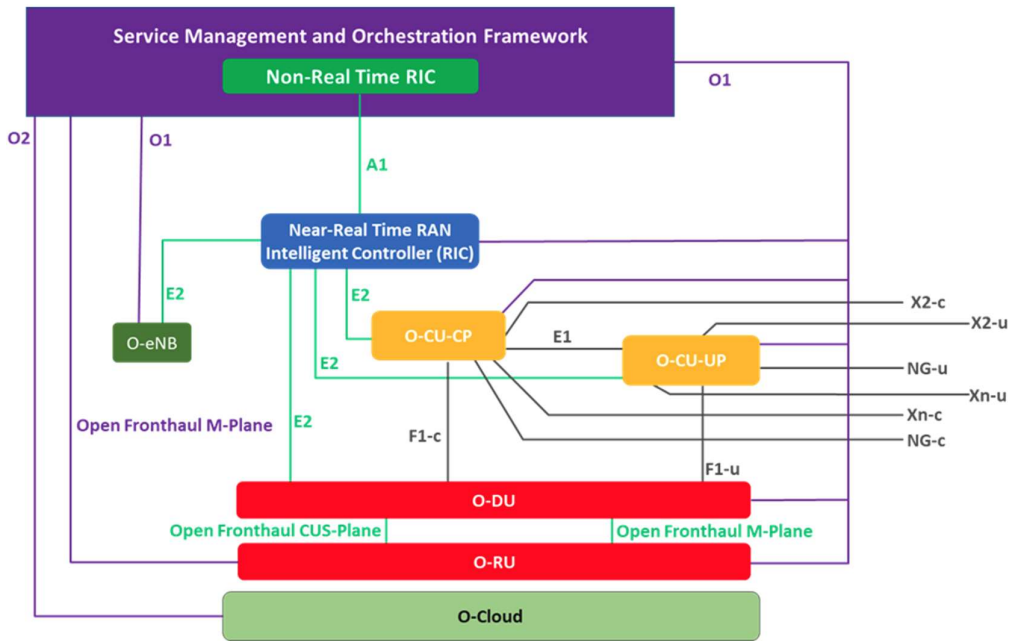 Service Management and Orchestration Framework
Non-Real Time RIC
O1
O2
O1
A1
Near-Real Time RAN
Intelligent Controller (RIC)
E2
E2
X2-c
X2-u
O-eNB
O-CU-CP
E1
O-CU-UP
E2
NG-u
Xn-u
Open Fronthaul M-Plane
E2
Xn-c
F1-c
NG-c
F1-u
O-DU
Open Fronthaul CUS-Plane
Open Fronthaul M-Plane
O-RU
O-Cloud